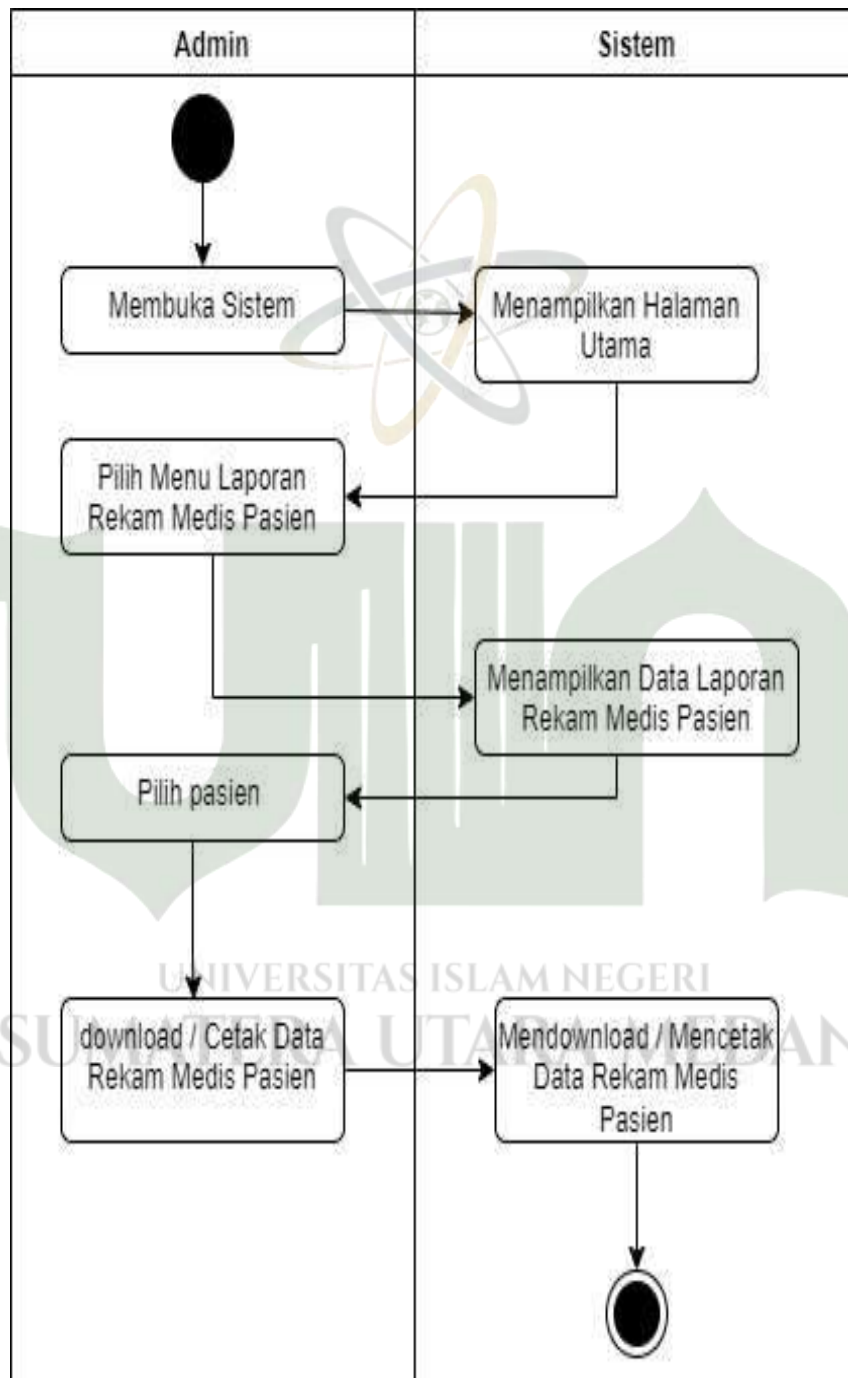 Admin
Sistem
Membuka Sistem
Menampilkan Halaman
Utama
Pilih Menu Laporan
Rekam Medis Pasien
Menampilkan Data Laporan
Rekam Medis Pasien
Pilih pasien
UNIVERSITAS ISLAM NEGERI
SUMATERA UTARA MEDAN
download / Cetak Data
Rekam Medis Pasien
Mendownload / Mencetak
Data Rekam Medis
Pasien